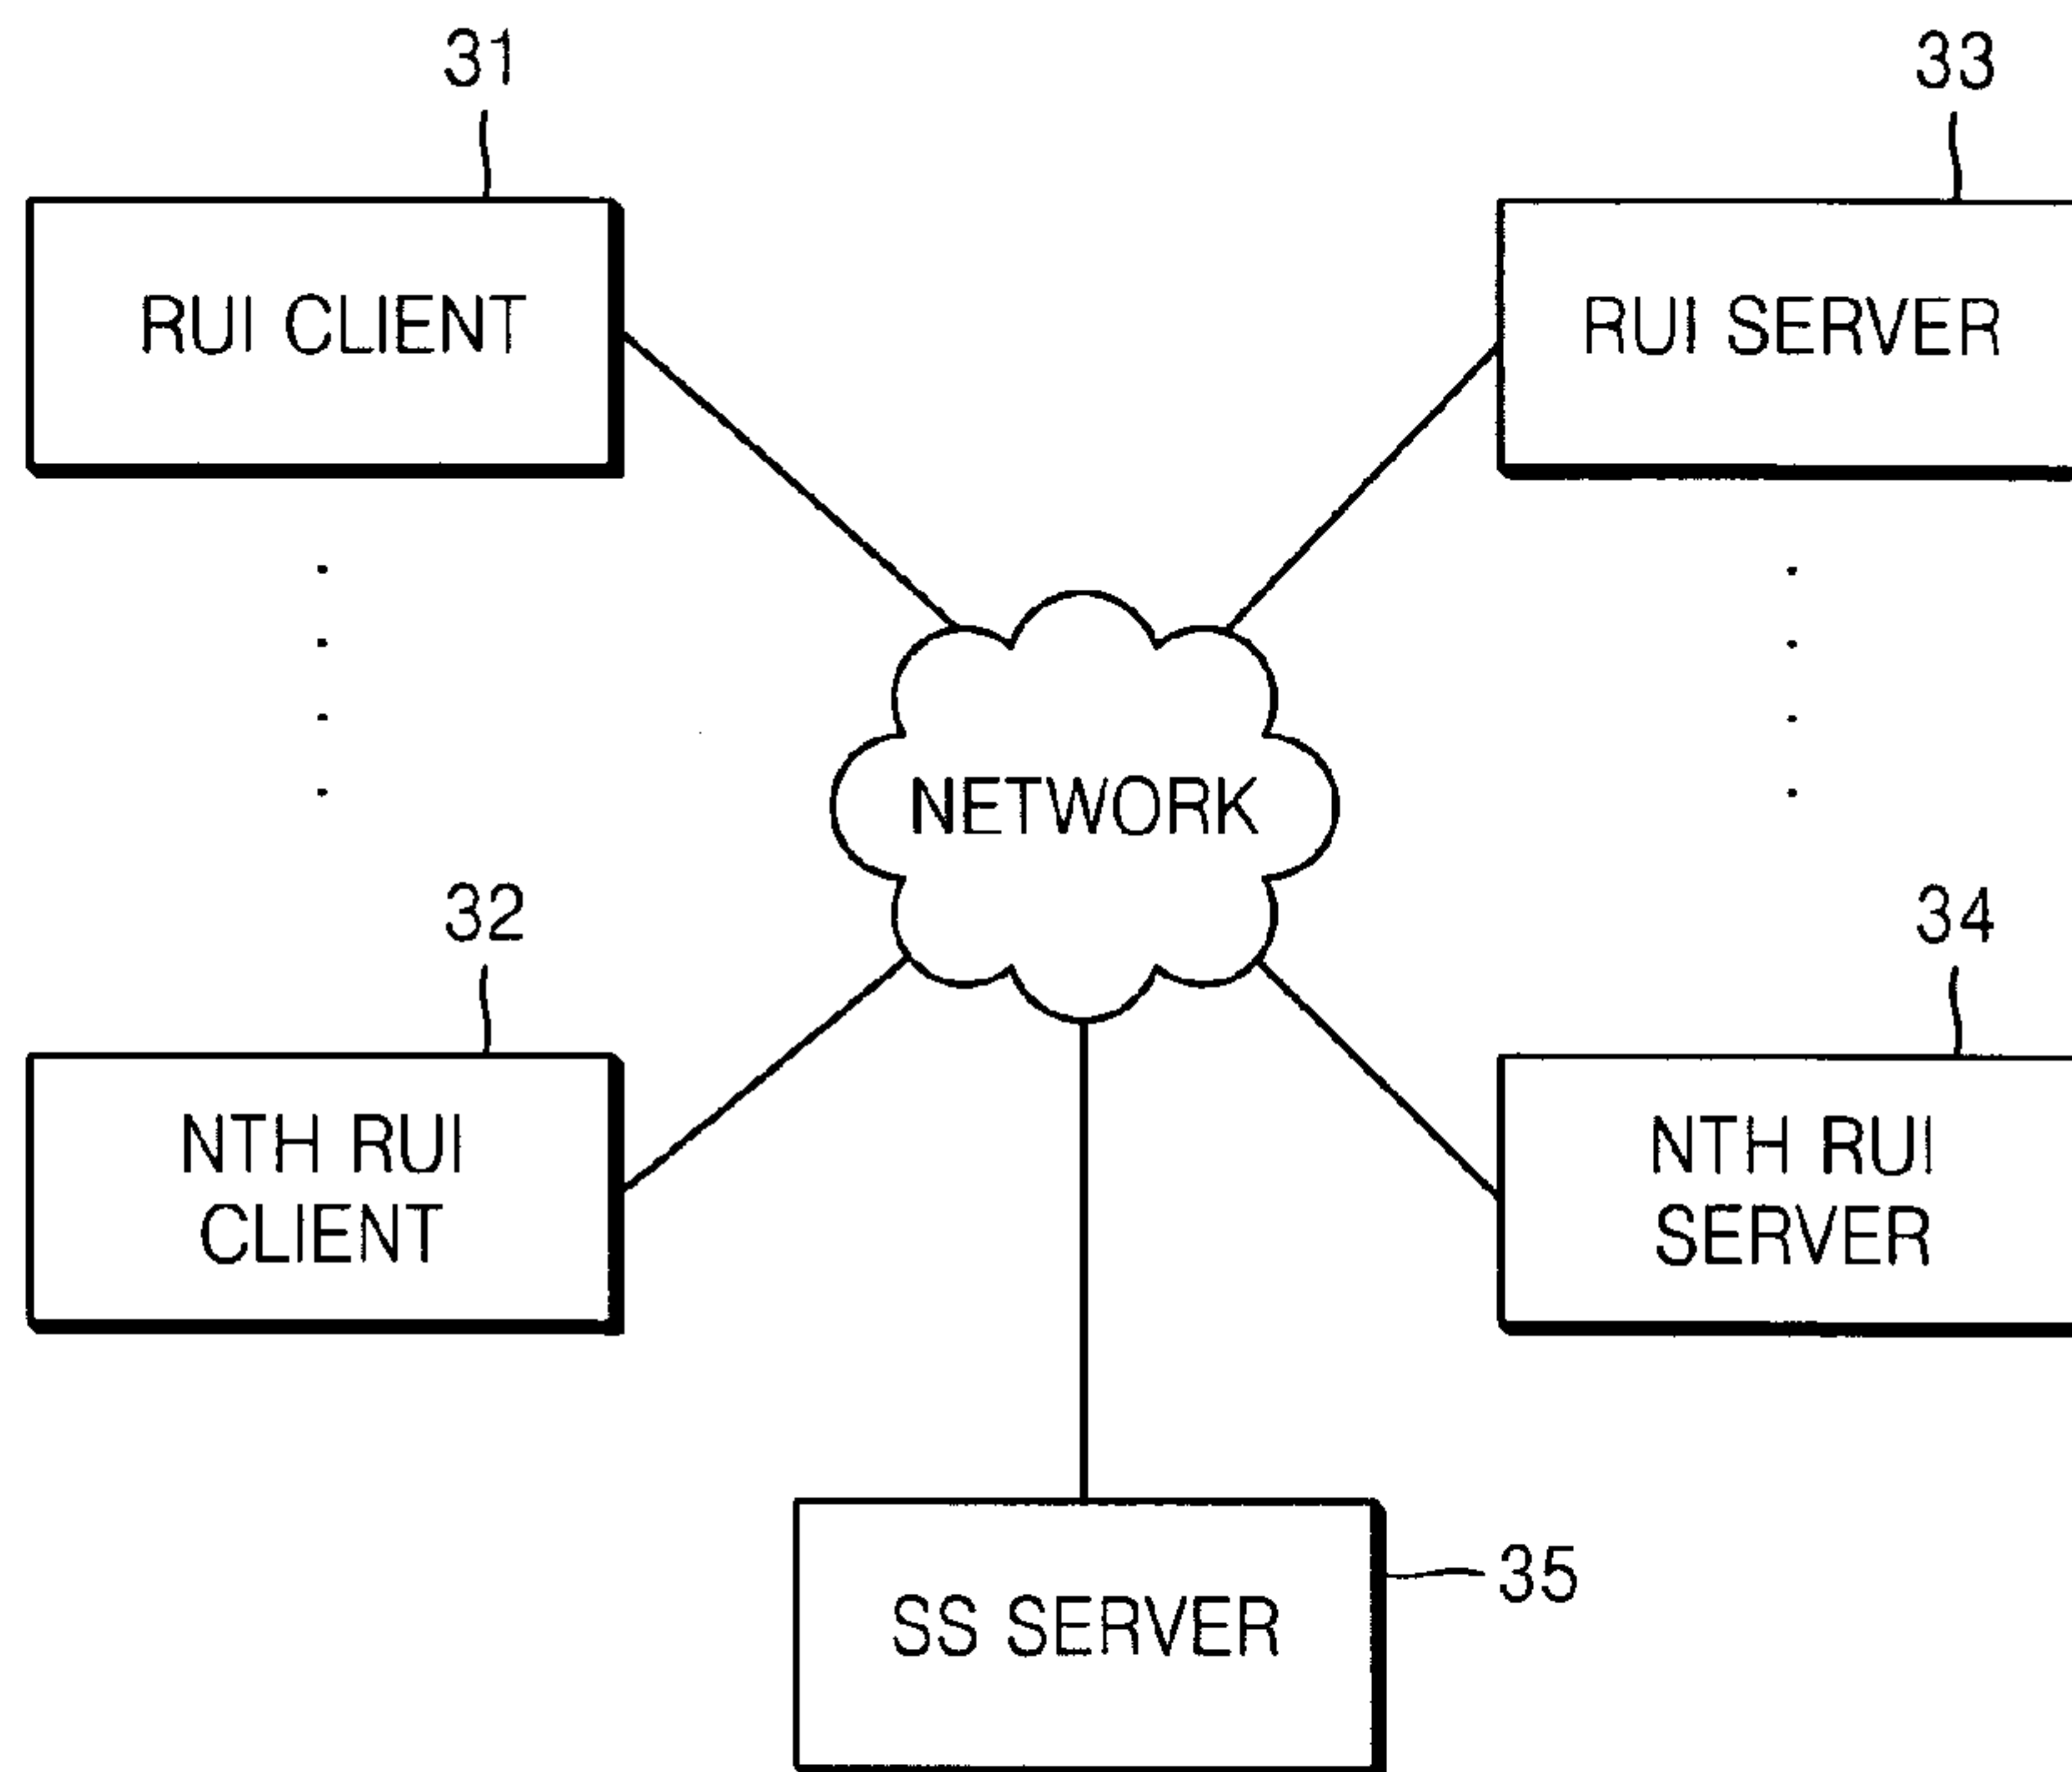 31
33
RUI CLIENT
RUI SERVER
NETWORK
32
34
NTH RUI
CLIENT
NTH RUI
SERVER
35
SS SERVER